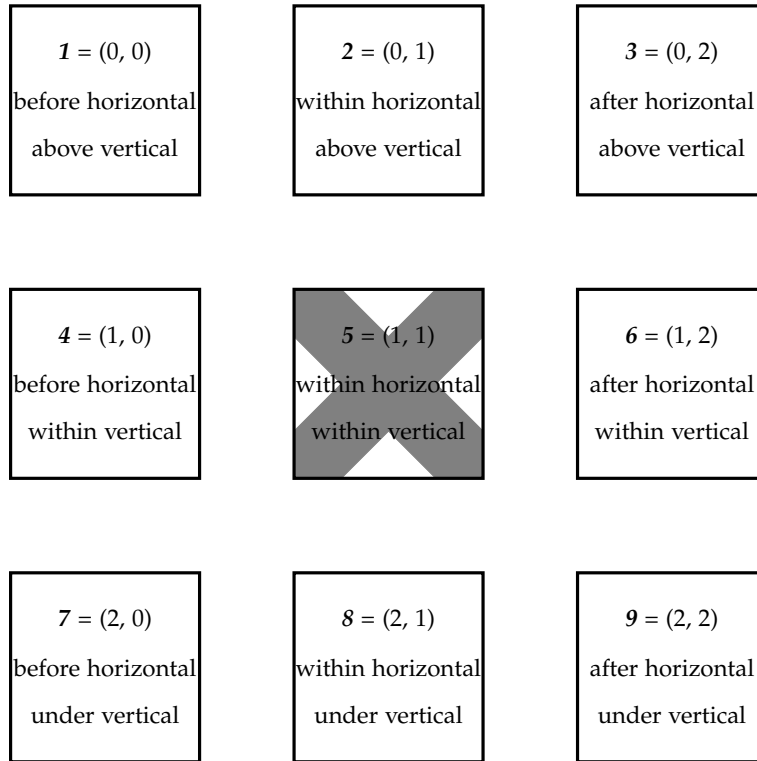 1 = (0, 0)
before horizontal
above vertical
2 = (0, 1)
within horizontal
above vertical
3 = (0, 2)
after horizontal
above vertical
4 = (1, 0)
before horizontal
within vertical
5 = (1, 1)
within horizontal
within vertical
6 = (1, 2)
after horizontal
within vertical
7 = (2, 0)
before horizontal
under vertical
8 = (2, 1)
within horizontal
under vertical
9 = (2, 2)
after horizontal
under vertical